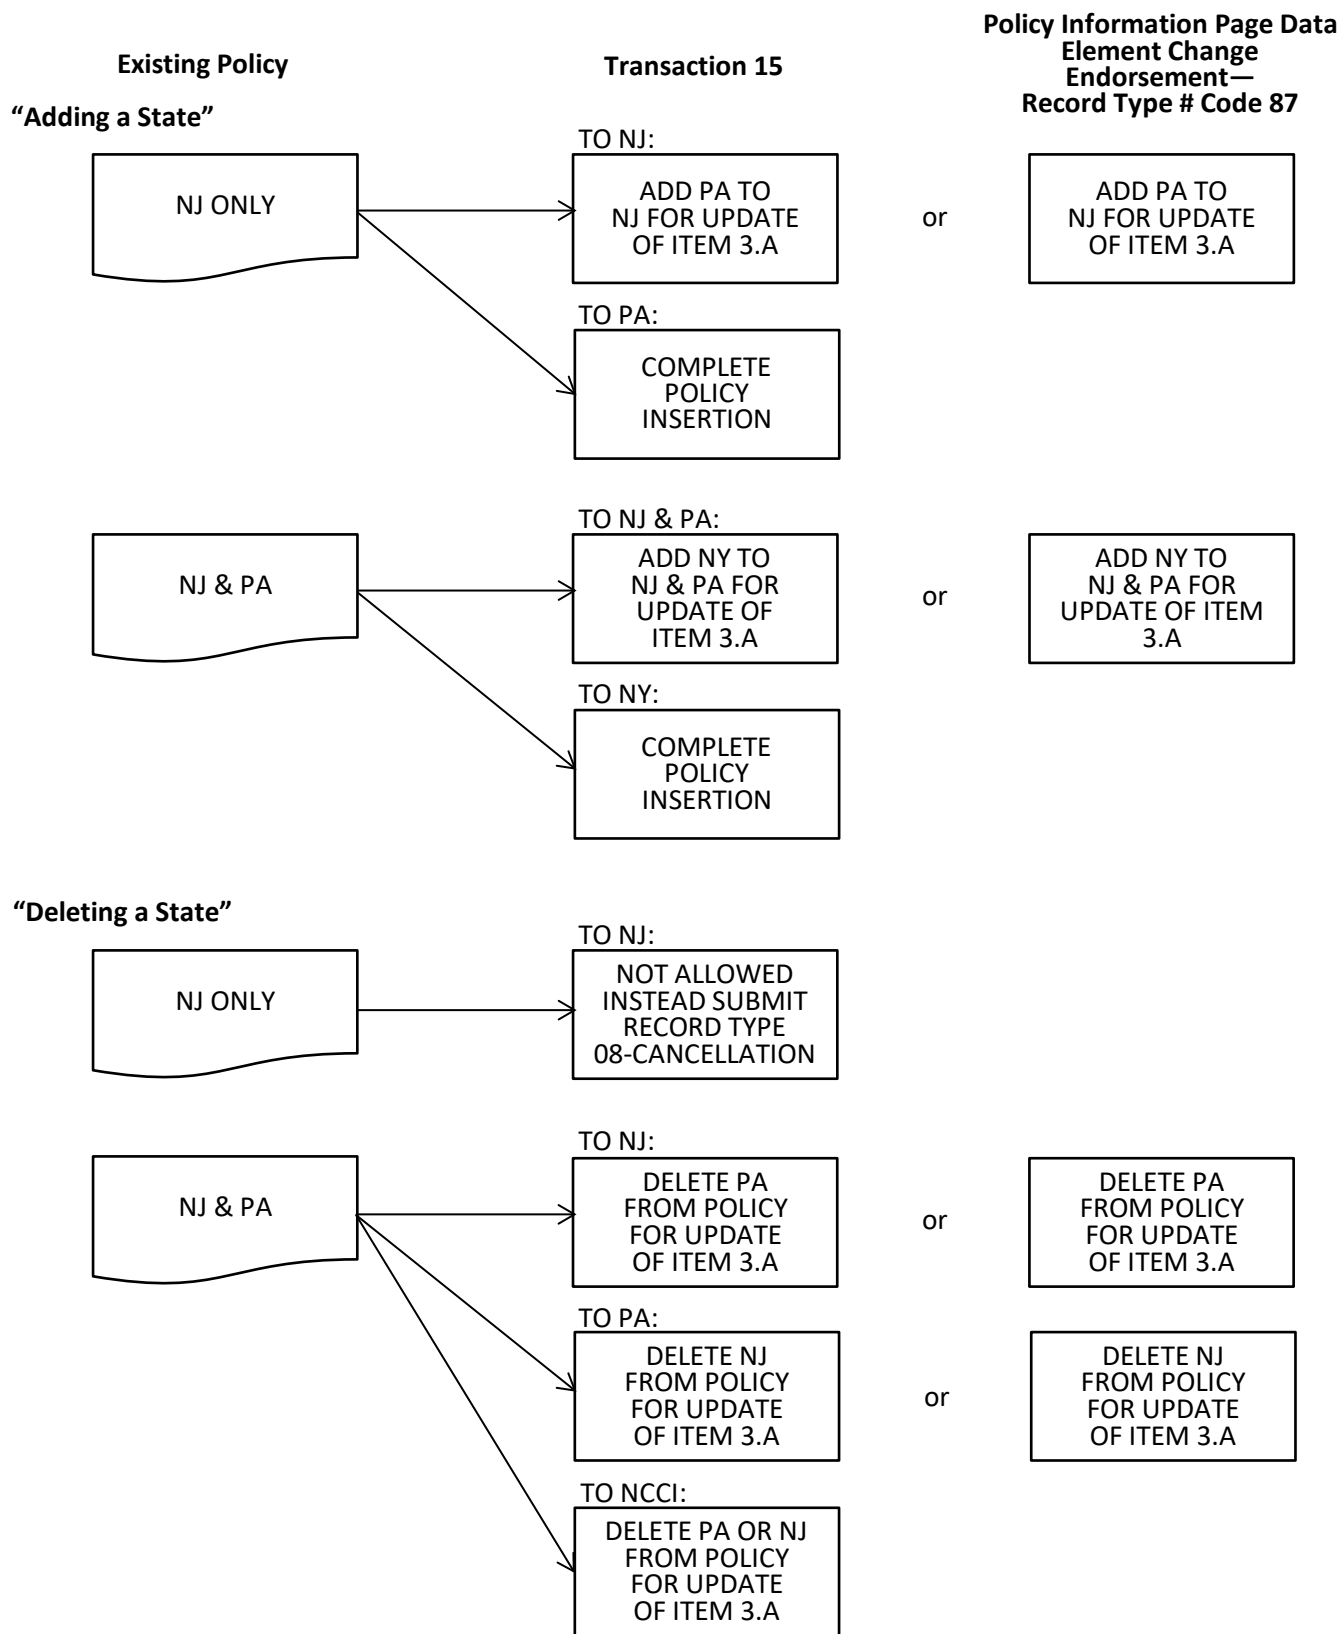 Existing Policy
Transaction 15
Policy Information Page Data
Element Change
Endorsement—
Record Type # Code 87
“Adding a State”
NJ ONLY
TO NJ:
ADD PA TO
NJ FOR UPDATE
OF ITEM 3.A
or
ADD PA TO
NJ FOR UPDATE
OF ITEM 3.A
TO PA:
COMPLETE
POLICY
INSERTION
NJ & PA
TO NJ & PA:
ADD NY TO
NJ & PA FOR
UPDATE OF
ITEM 3.A
or
ADD NY TO
NJ & PA FOR
UPDATE OF ITEM
3.A
TO NY:
COMPLETE
POLICY
INSERTION
“Deleting a State”
NJ ONLY
TO NJ:
NOT ALLOWED
INSTEAD SUBMIT
RECORD TYPE
08-CANCELLATION
NJ & PA
TO NJ:
DELETE PA
FROM POLICY
FOR UPDATE
OF ITEM 3.A
or
DELETE PA
FROM POLICY
FOR UPDATE
OF ITEM 3.A
TO PA:
DELETE NJ
FROM POLICY
FOR UPDATE
OF ITEM 3.A
or
DELETE NJ
FROM POLICY
FOR UPDATE
OF ITEM 3.A
TO NCCI:
DELETE PA OR NJ
FROM POLICY
FOR UPDATE
OF ITEM 3.A